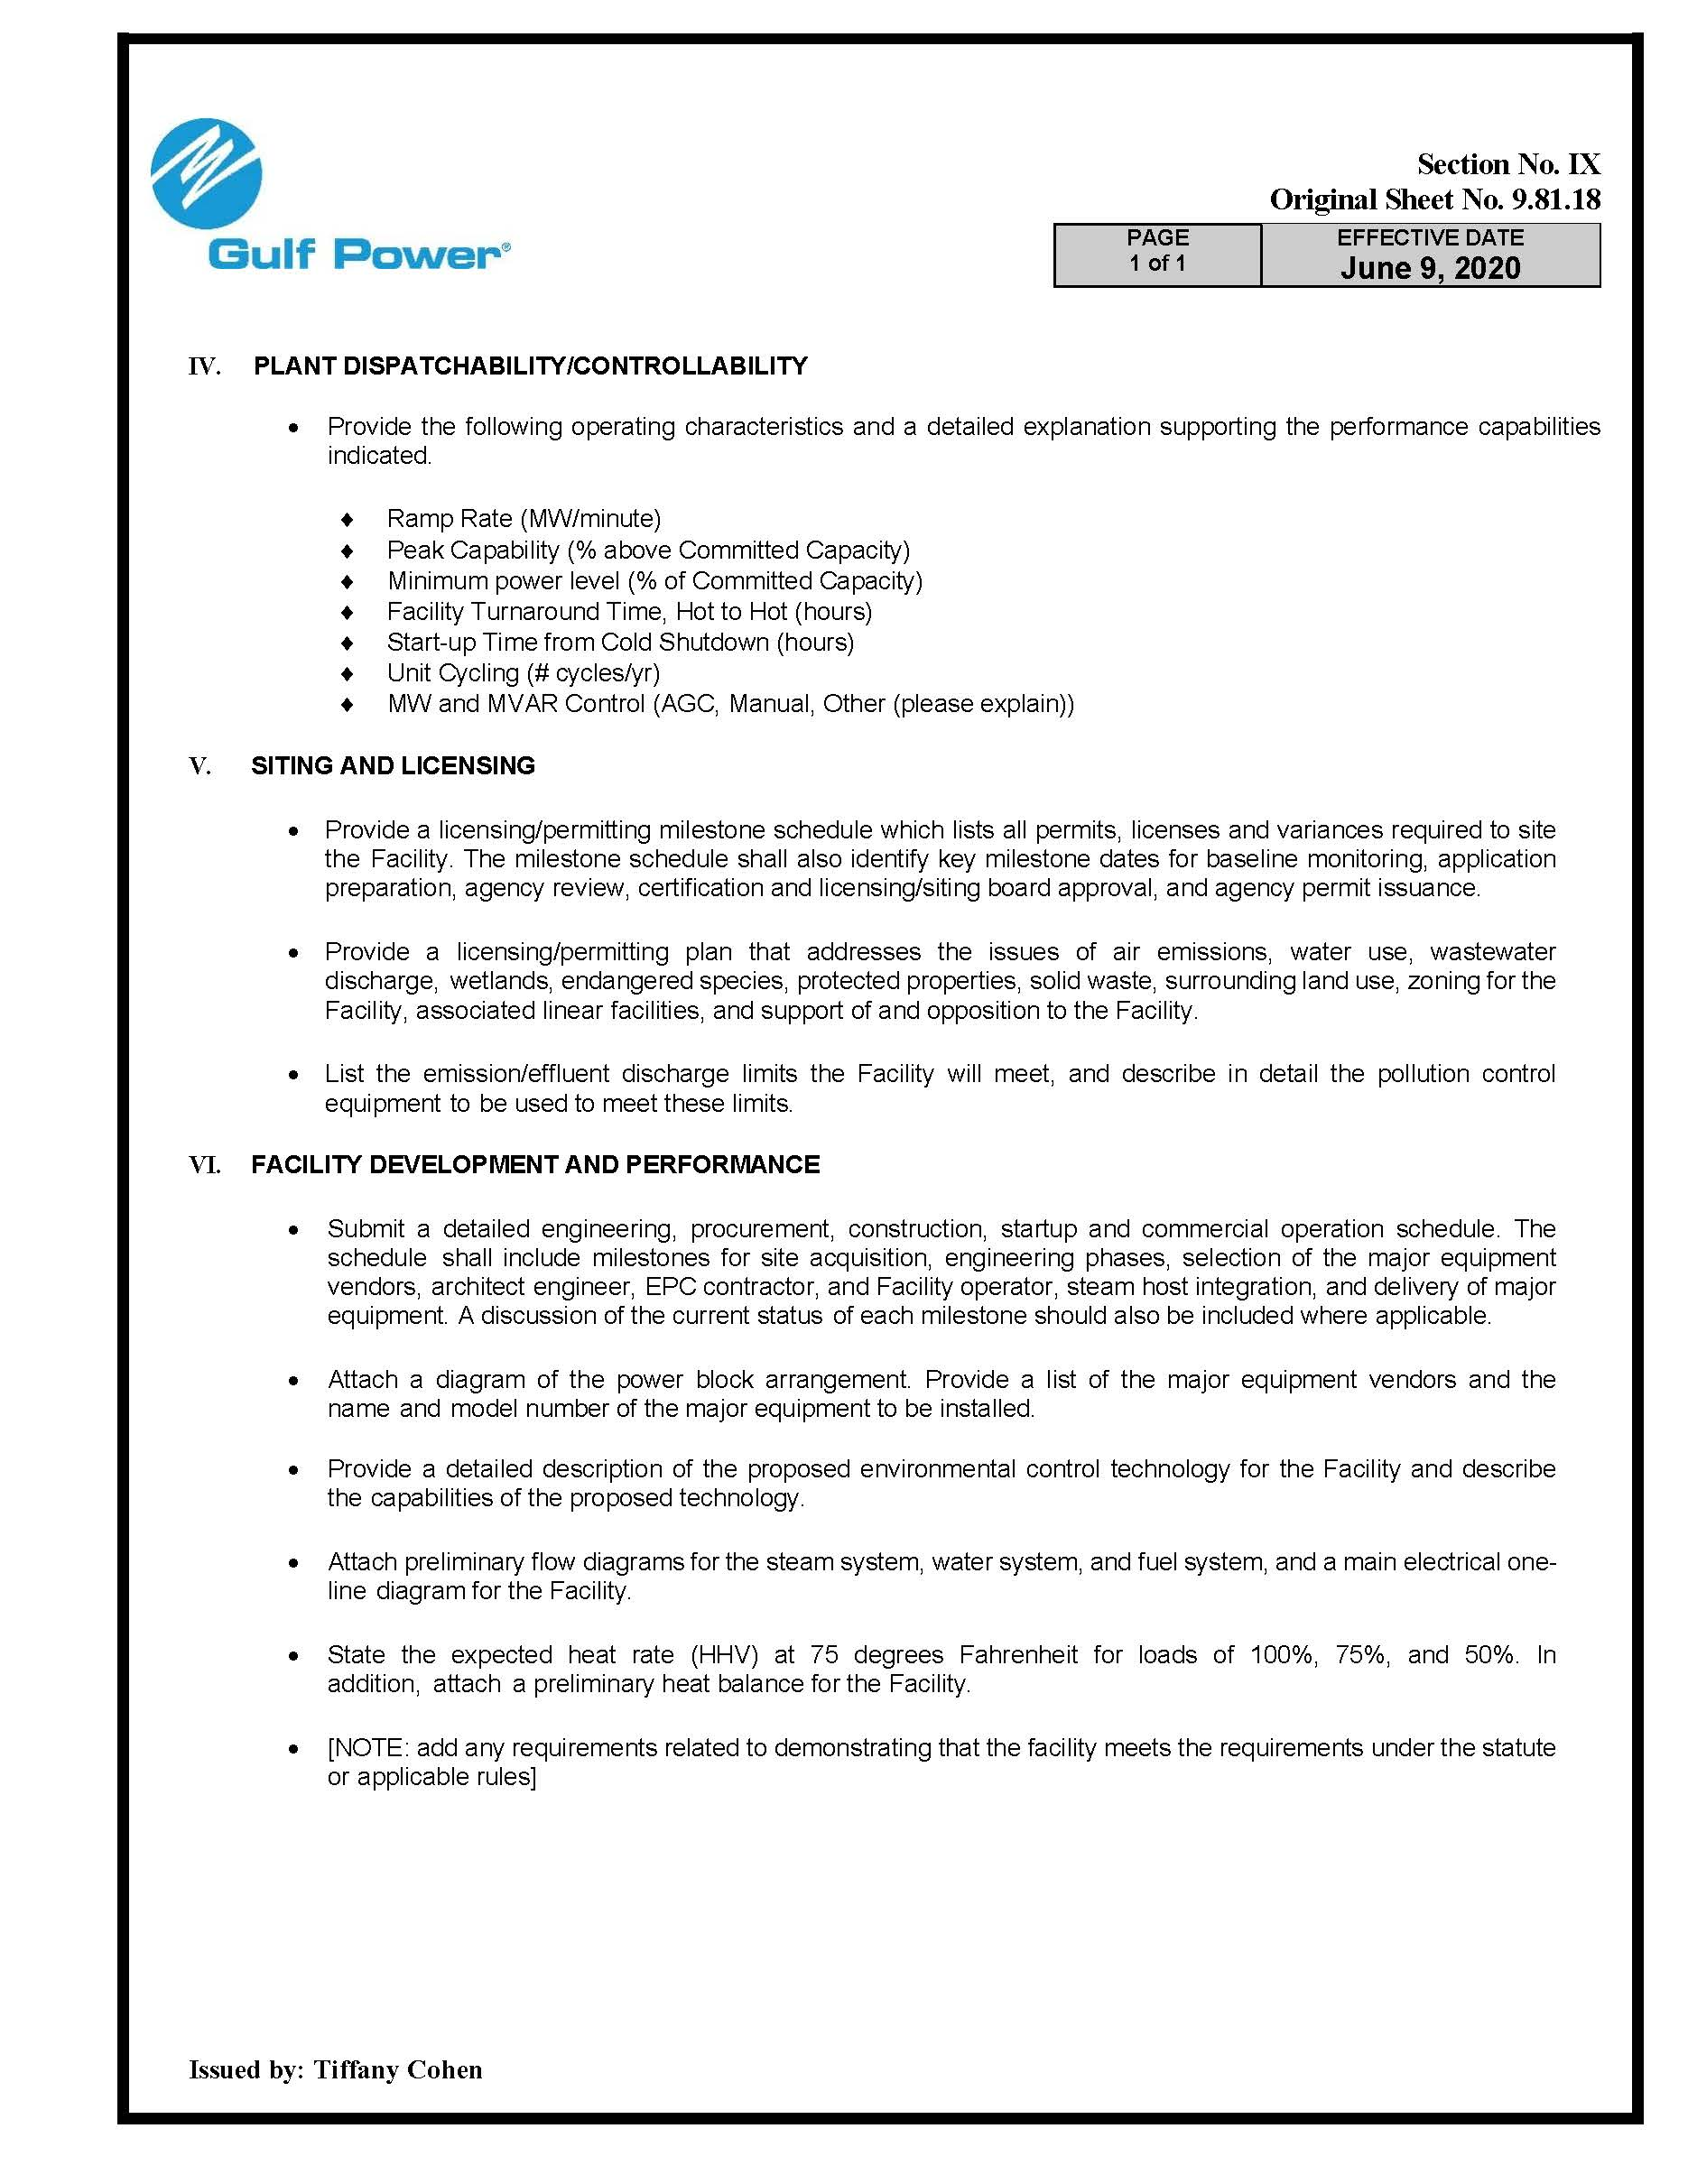 Section No. IX
Original Sheet No. 9.81.18
Gulf Power®
PAGE
1 of 1
EFFECTIVE DATE
June 9, 2020
IV. PLANT DISPATCHABILITY/CONTROLLABILITY
• Provide the following operating characteristics and a detailed explanation supporting the performance capabilities
indicated.
♦ Ramp Rate (MW/minute)
♦ Peak Capability (% above Committed Capacity)
♦ Minimum power level (% of Committed Capacity)
♦ Facility Turnaround Time, Hot to Hot (hours)
♦ Start-up Time from Cold Shutdown (hours)
♦ Unit Cycling (# cycles/yr)
♦ MW and MVAR Control (AGC, Manual, Other (please explain))
V. SITING AND LICENSING
• Provide a licensing/permitting milestone schedule which lists all permits, licenses and variances required to site
the Facility. The milestone schedule shall also identify key milestone dates for baseline monitoring, application
preparation, agency review, certification and licensing/siting board approval, and agency permit issuance.
• Provide a licensing/permitting plan that addresses the issues of air emissions, water use, wastewater
discharge, wetlands, endangered species, protected properties, solid waste, surrounding land use, zoning for the
Facility, associated linear facilities, and support of and opposition to the Facility.
• List the emission/effluent discharge limits the Facility will meet, and describe in detail the pollution control
equipment to be used to meet these limits.
VI. FACILITY DEVELOPMENT AND PERFORMANCE
• Submit a detailed engineering, procurement, construction, startup and commercial operation schedule. The
schedule shall include milestones for site acquisition, engineering phases, selection of the major equipment
vendors, architect engineer, EPC contractor, and Facility operator, steam host integration, and delivery of major
equipment. A discussion of the current status of each milestone should also be included where applicable.
• Attach a diagram of the power block arrangement. Provide a list of the major equipment vendors and the
name and model number of the major equipment to be installed.
• Provide a detailed description of the proposed environmental control technology for the Facility and describe
the capabilities of the proposed technology.
• Attach preliminary flow diagrams for the steam system, water system, and fuel system, and a main electrical one-
line diagram for the Facility.
• State the expected heat rate (HHV) at 75 degrees Fahrenheit for loads of 100%, 75%, and 50%. In
addition, attach a preliminary heat balance for the Facility.
• [NOTE: add any requirements related to demonstrating that the facility meets the requirements under the statute
or applicable rules]
Issued by: Tiffany Cohen